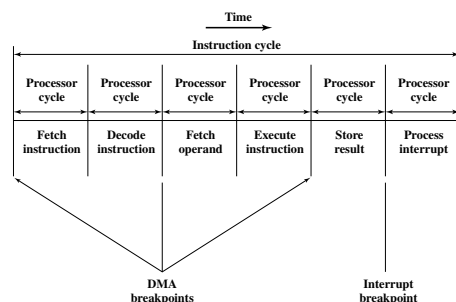 Time
Instruction cycle
Processor Processor Processor Processor Processor Processor
cycle cycle cycle cycle cycle cycle
Fetch Decode Fetch Execute Store Process
instruction instruction operand instruction result interrupt
DMA Interrupt
breakpoints breakpoint